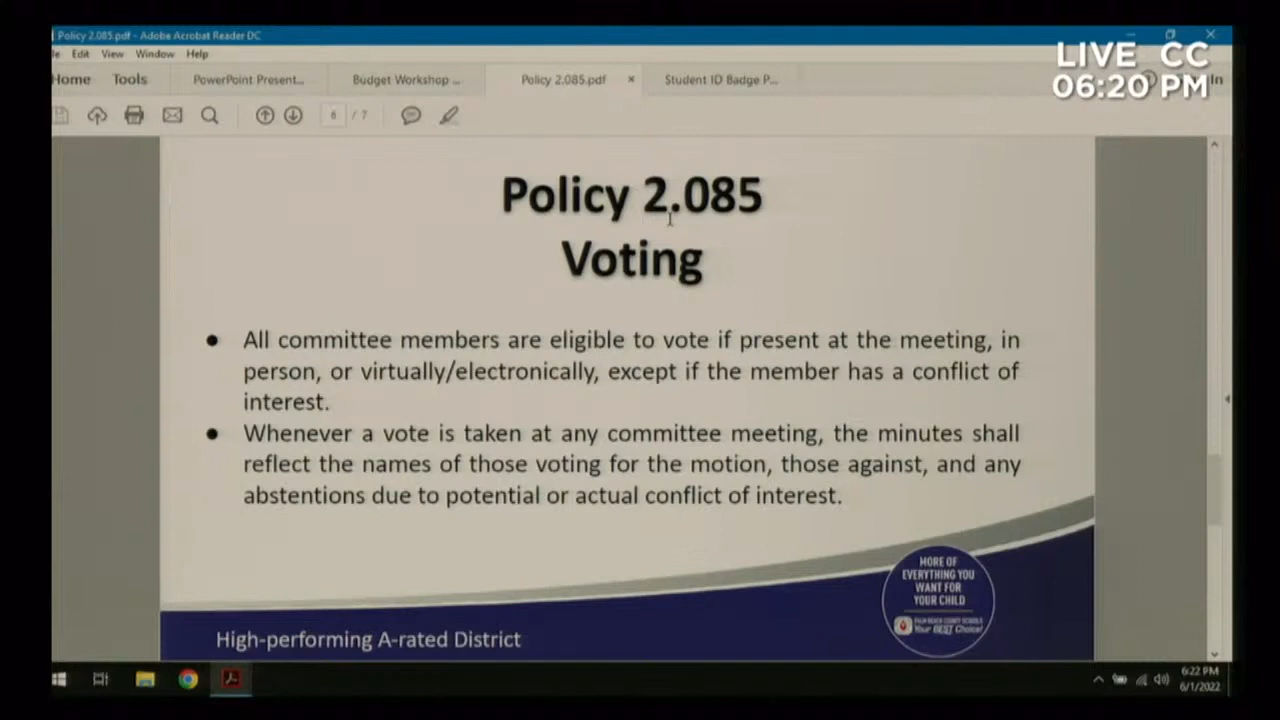 Policy 2.085.pdf - Adobe Acrobat Reader DC
Edit View Window Help
LIVE CC
06:20 PM
Home Tools PowerPoint Present... Budget Workshop ... Policy 2.085.pdf × Student ID Badge P... In
6 / 7
Policy 2.085
Voting
● All committee members are eligible to vote if present at the meeting, in
person, or virtually/electronically, except if the member has a conflict of
interest.
● Whenever a vote is taken at any committee meeting, the minutes shall
reflect the names of those voting for the motion, those against, and any
abstentions due to potential or actual conflict of interest.
MORE OF
EVERYTHING YOU
WANT FOR
YOUR CHILD
PALM BEACH COUNTY SCHOOLS
Your BEST Choice!
High-performing A-rated District
6:22 PM
6/1/2022